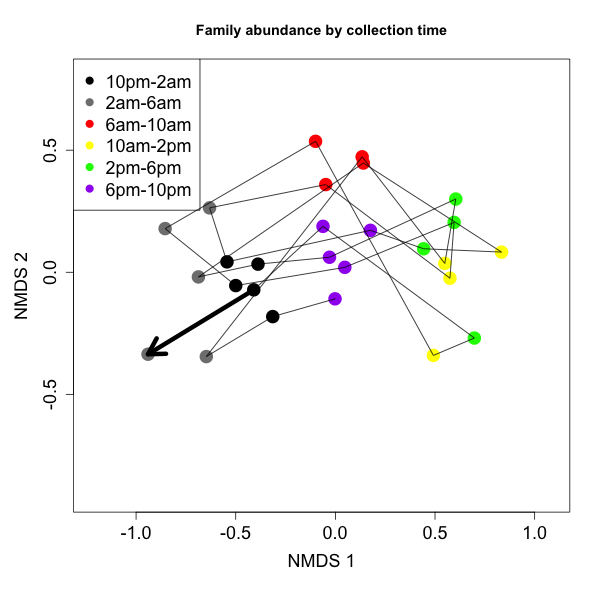 Family abundance by collection time
10pm-2am
2am-6am
6am-10am
10am-2pm
2pm-6pm
6pm-10pm
0.5
0.0
-0.5
NMDS 2
-1.0 -0.5 0.0 0.5 1.0
NMDS 1